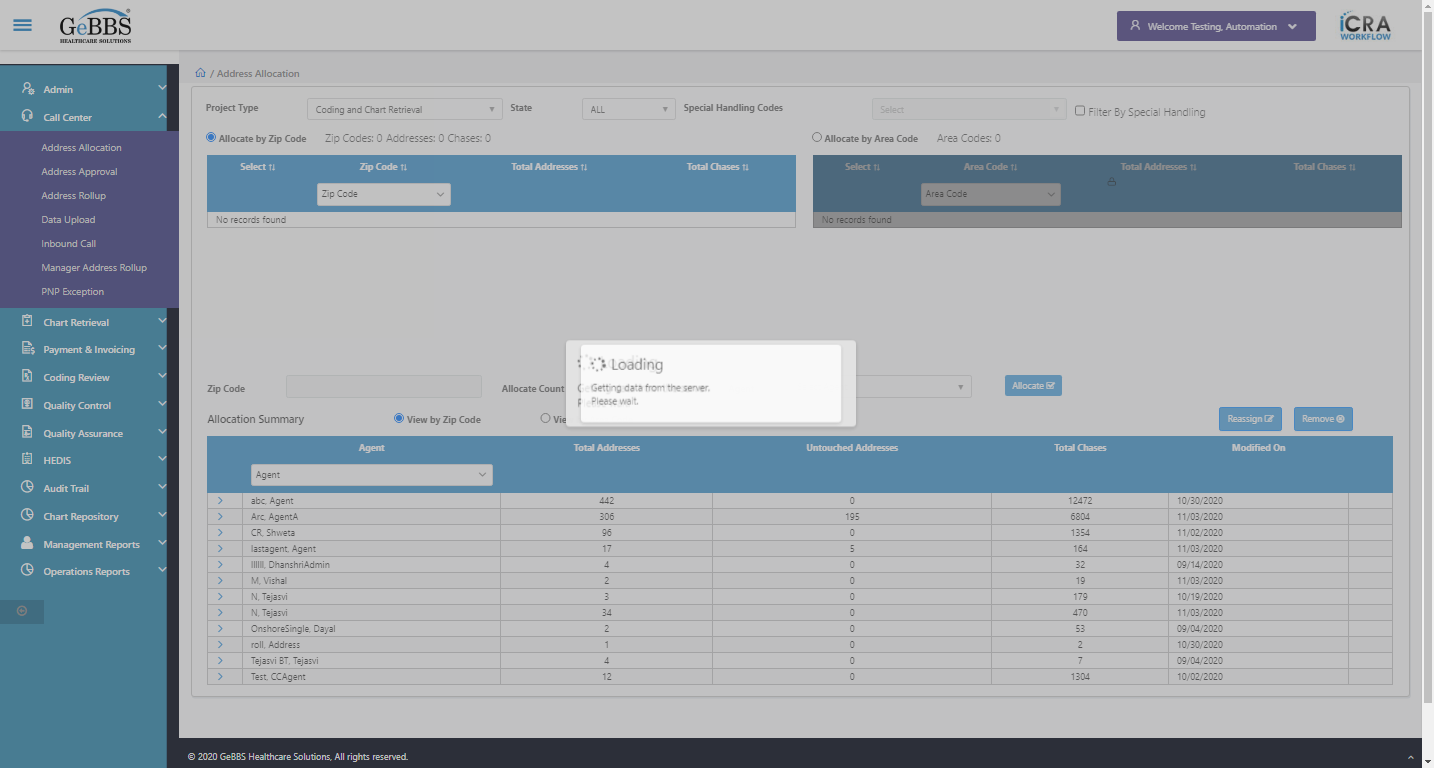 GeBBS
HEALTHCARE SOLUTIONS
Welcome Testing, Automation
iCRA
WORKFLOW
/ Address Allocation
Admin
Call Center
Address Allocation
Address Approval
Address Rollup
Data Upload
Inbound Call
Manager Address Rollup
PNP Exception
Chart Retrieval
Payment & Invoicing
Coding Review
Quality Control
Quality Assurance
HEDIS
Audit Trail
Chart Repository
Management Reports
Operations Reports
Project Type Coding and Chart Retrieval State ALL Special Handling Codes Select Filter By Special Handling
Allocate by Zip Code Zip Codes: 0 Addresses: 0 Chases: 0 Allocate by Area Code Area Codes: 0
Select Zip Code Total Addresses Total Chases Select Area Code Total Addresses Total Chases
Zip Code Area Code
No records found No records found
Loading
Getting data from the server.
Please wait.
Zip Code Allocate Count Allocate
Allocation Summary View by Zip Code Reassign Remove
Agent Total Addresses Untouched Addresses Total Chases Modified On
Agent
abc, Agent 442 0 12472 10/30/2020
Arc, AgentA 306 195 6804 11/03/2020
CR, Shweta 96 0 1354 11/02/2020
lastagent, Agent 17 5 164 11/03/2020
DhanshriAdmin 4 0 32 09/14/2020
M, Vishal 2 0 19 11/03/2020
N, Tejasvi 3 0 179 10/19/2020
N, Tejasvi 34 0 470 11/03/2020
OnshoreSingle, Dayal 2 0 53 09/04/2020
roll, Address 1 0 2 10/30/2020
Tejasvi BT, Tejasvi 4 0 7 09/04/2020
Test, CCAgent 12 0 1304 10/02/2020
© 2020 GeBBS Healthcare Solutions, All rights reserved.